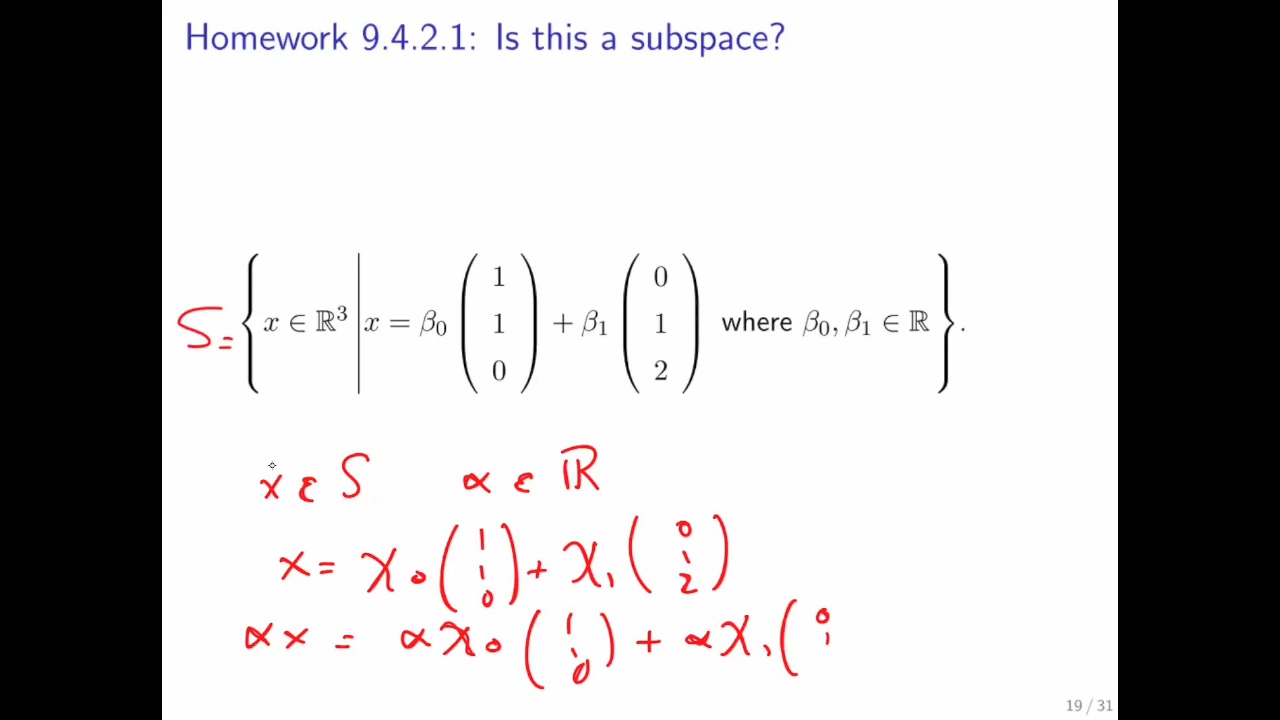 Homework 9.4.2.1: Is this a subspace?
S = { x ∈ ℝ³ | x = β₀ ( 1 1 0 ) + β₁ ( 0 1 2 ) where β₀, β₁ ∈ ℝ } .
x ∈ S α ∈ ℝ
x = χ₀ ( 1 1 0 ) + χ₁ ( 0 1 2 )
αx = αχ₀ ( 1 1 0 ) + αχ₁ ( 0 1
19 / 31